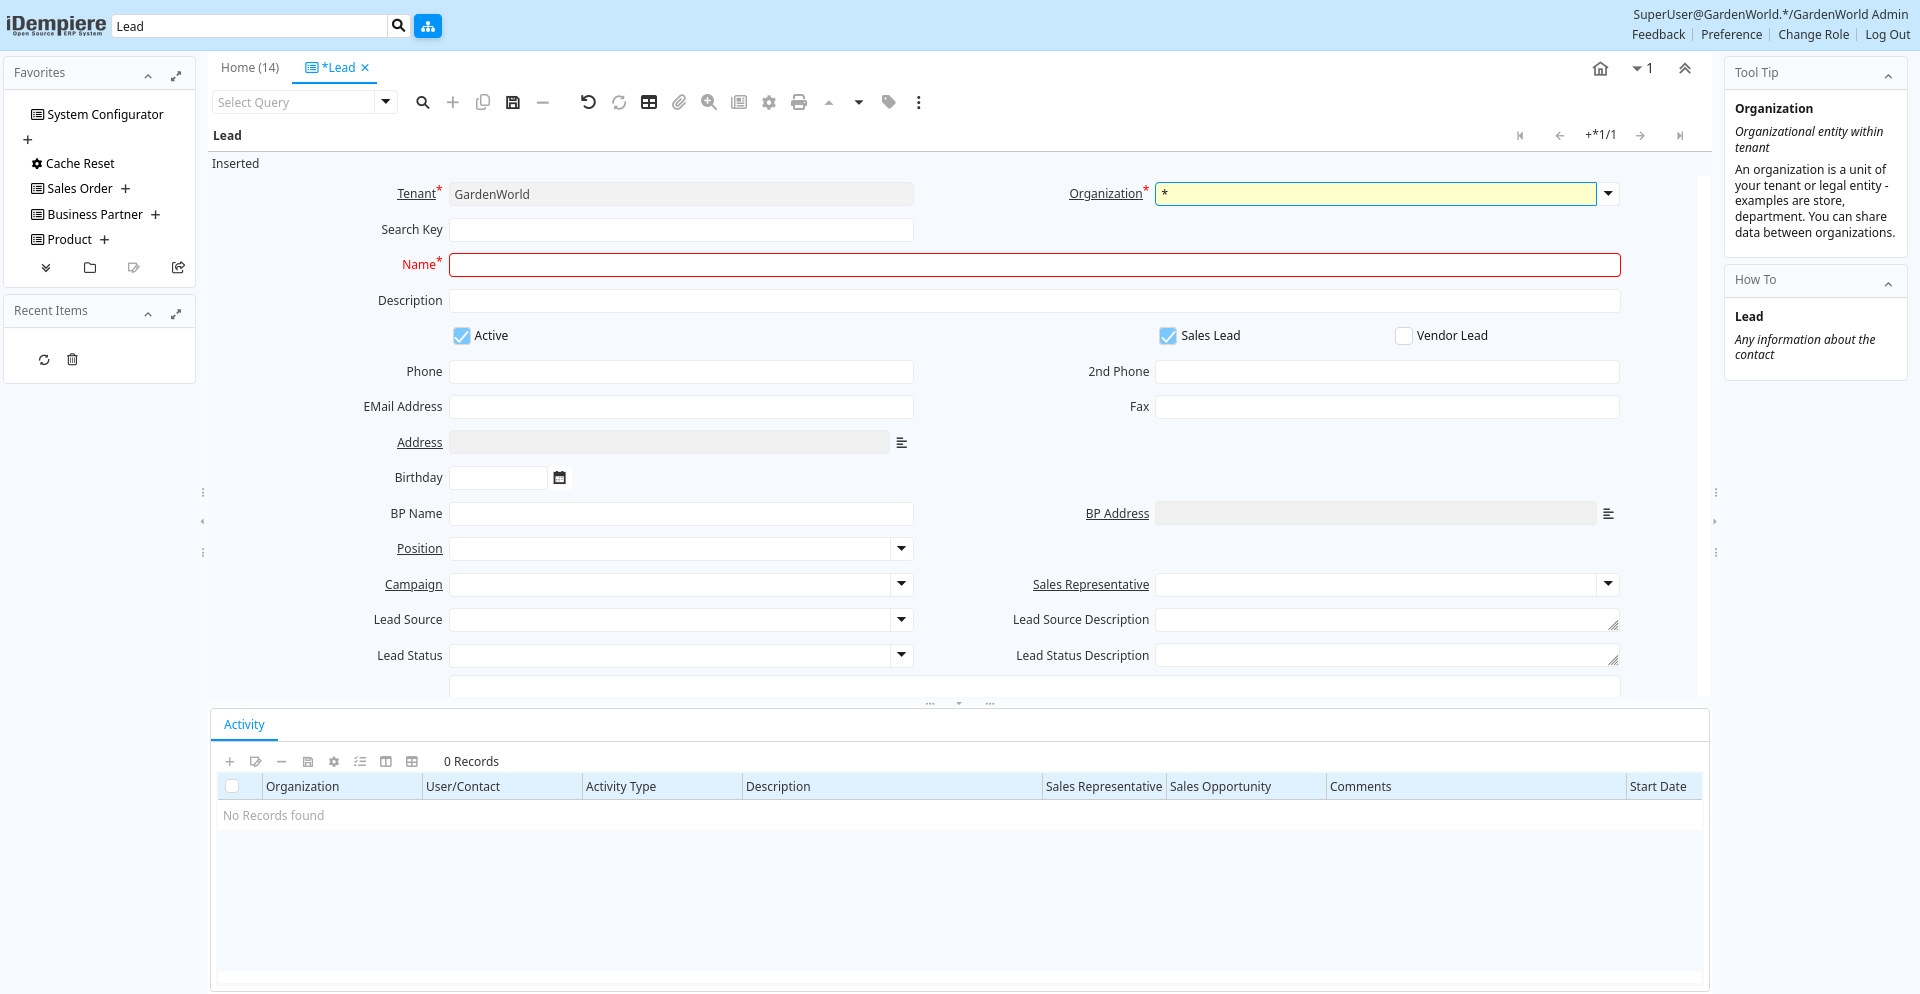 iDempiere
Open Source ERP System
Lead
SuperUser@GardenWorld.*/GardenWorld Admin
Feedback Preference Change Role Log Out
Favorites
System Configurator
Cache Reset
Sales Order
Business Partner
Product
Recent Items
Home (14)
*Lead
1
Select Query
Lead
+*1/1
Inserted
Tenant* GardenWorld
Organization* *
Search Key
Name*
Description
Active
Sales Lead
Vendor Lead
Phone
2nd Phone
EMail Address
Fax
Address
Birthday
BP Name
BP Address
Position
Campaign
Sales Representative
Lead Source
Lead Source Description
Lead Status
Lead Status Description
Activity
0 Records
Organization User/Contact Activity Type Description Sales Representative Sales Opportunity Comments Start Date
No Records found
Tool Tip
Organization
Organizational entity within
tenant
An organization is a unit of
your tenant or legal entity -
examples are store,
department. You can share
data between organizations.
How To
Lead
Any information about the
contact